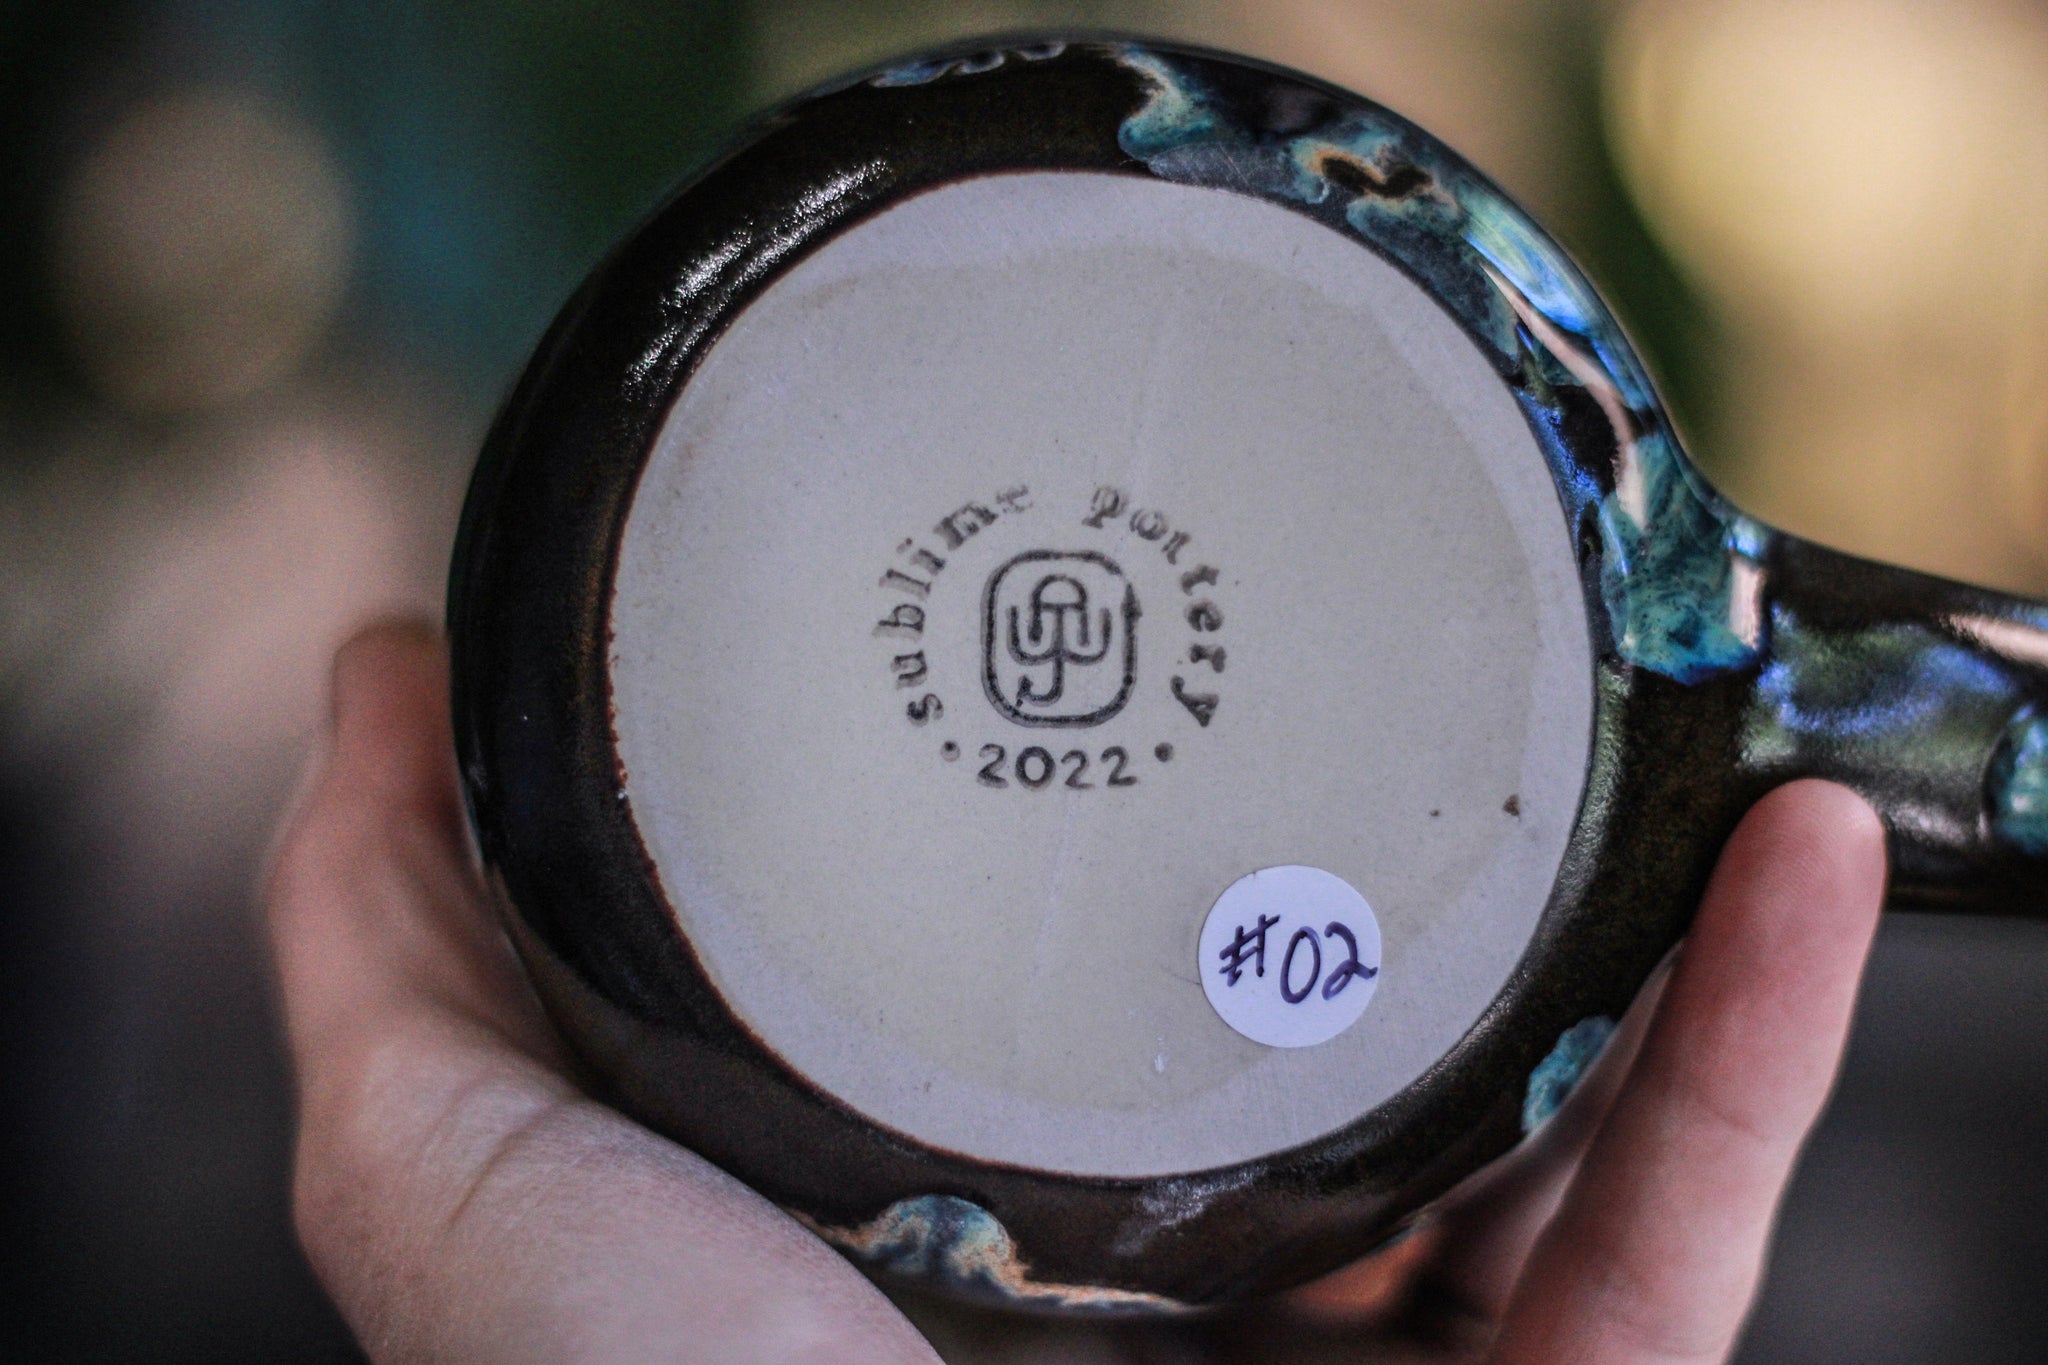 sublime Pottery
• 2022 •
#02